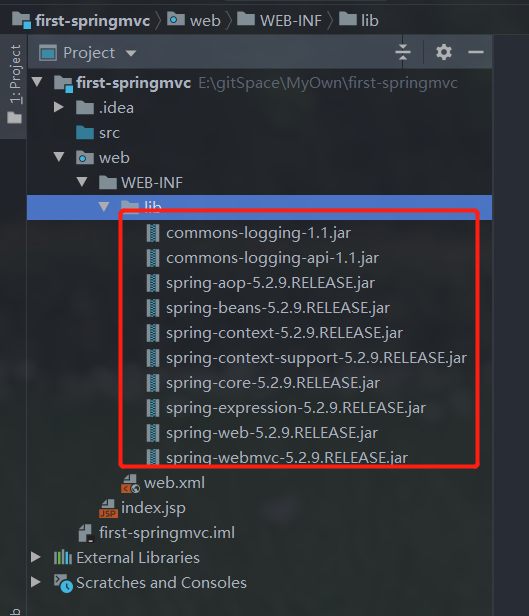 first-springmvc web WEB-INF lib
1: Project
Project
first-springmvc E:\gitSpace\MyOwn\first-springmvc
.idea
src
web
WEB-INF
lib
commons-logging-1.1.jar
commons-logging-api-1.1.jar
spring-aop-5.2.9.RELEASE.jar
spring-beans-5.2.9.RELEASE.jar
spring-context-5.2.9.RELEASE.jar
spring-context-support-5.2.9.RELEASE.jar
spring-core-5.2.9.RELEASE.jar
spring-expression-5.2.9.RELEASE.jar
spring-web-5.2.9.RELEASE.jar
spring-webmvc-5.2.9.RELEASE.jar
web.xml
JSP index.jsp
first-springmvc.iml
External Libraries
Scratches and Consoles